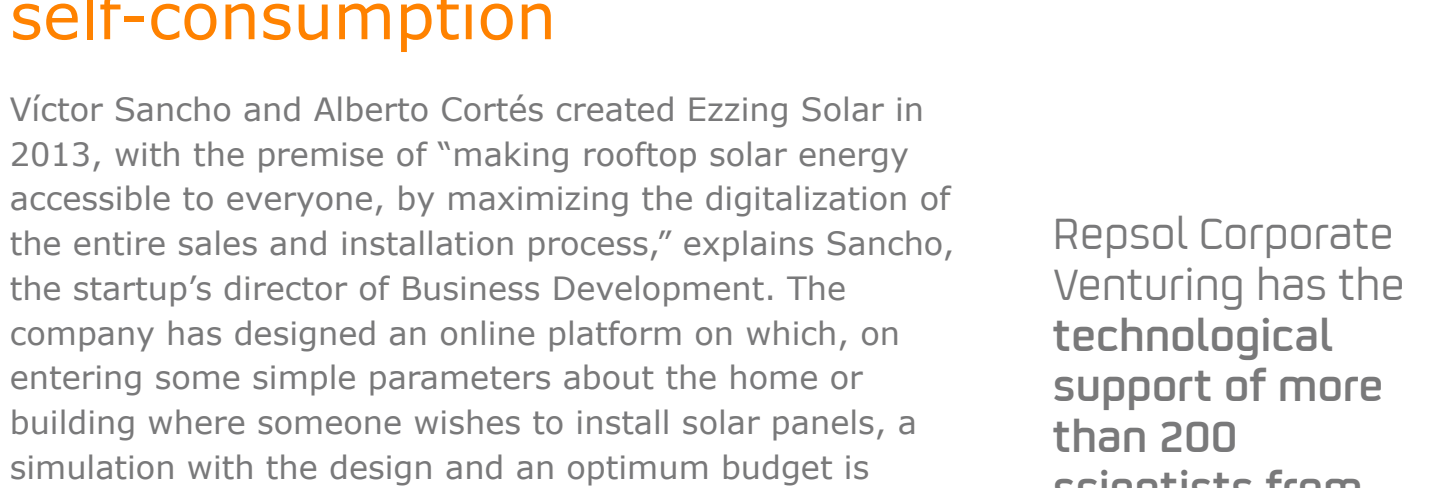 self-consumption
Víctor Sancho and Alberto Cortés created Ezzing Solar in
2013, with the premise of “making rooftop solar energy
accessible to everyone, by maximizing the digitalization of
the entire sales and installation process,” explains Sancho,
the startup’s director of Business Development. The
company has designed an online platform on which, on
entering some simple parameters about the home or
building where someone wishes to install solar panels, a
simulation with the design and an optimum budget is
Repsol Corporate
Venturing has the
technological
support of more
than 200
scientists from